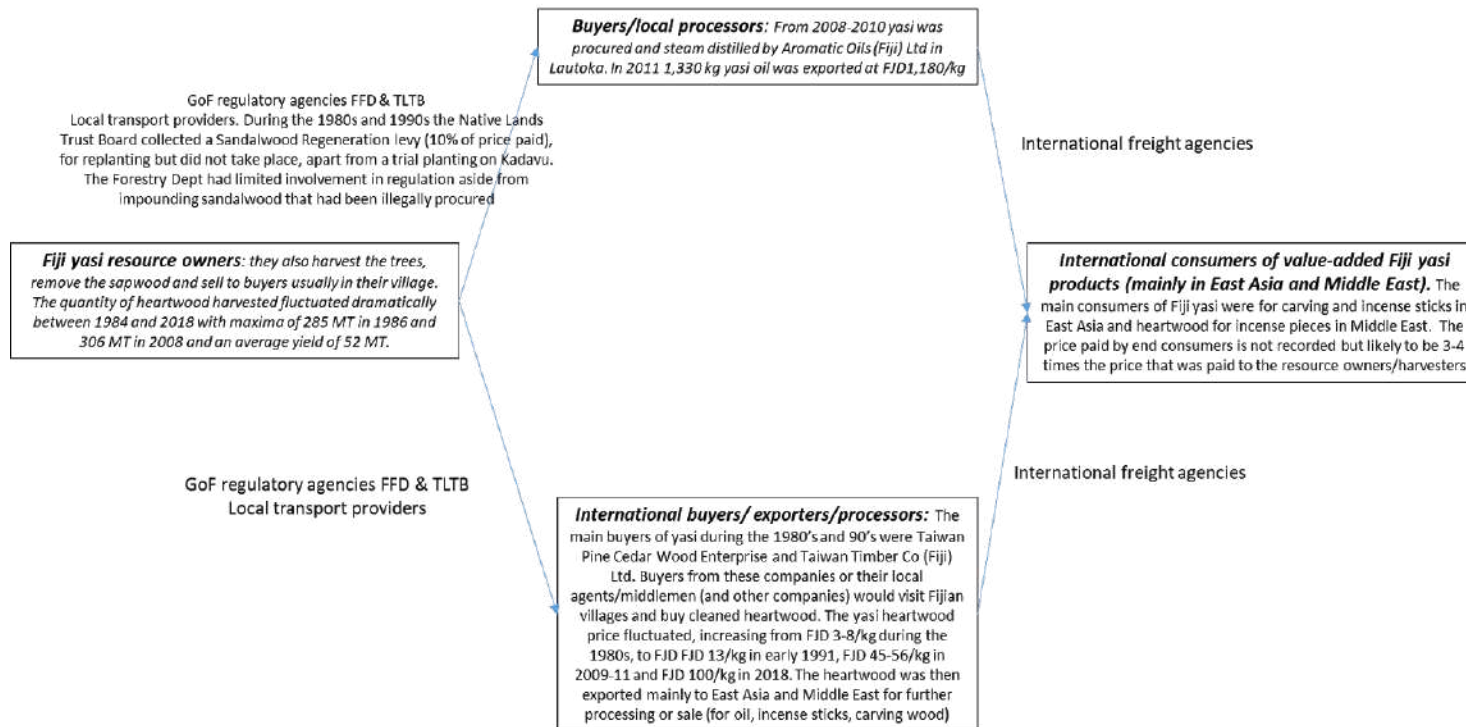 Buyers/local processors: From 2008-2010 yasi was
procured and steam distilled by Aromatic Oils (Fiji) Ltd in
Lautoka. In 2011 1,330 kg yasi oil was exported at FJD1,180/kg
GoF regulatory agencies FFD & TLTB
Local transport providers. During the 1980s and 1990s the Native Lands
Trust Board collected a Sandalwood Regeneration levy (10% of price paid),
for replanting but did not take place, apart from a trial planting on Kadavu.
The Forestry Dept had limited involvement in regulation aside from
impounding sandalwood that had been illegally procured
International freight agencies
Fiji yasi resource owners: they also harvest the trees,
remove the sapwood and sell to buyers usually in their village.
The quantity of heartwood harvested fluctuated dramatically
between 1984 and 2018 with maxima of 285 MT in 1986 and
306 MT in 2008 and an average yield of 52 MT.
International consumers of value-added Fiji yasi
products (mainly in East Asia and Middle East). The
main consumers of Fiji yasi were for carving and incense sticks in
East Asia and heartwood for incense pieces in Middle East. The
price paid by end consumers is not recorded but likely to be 3-4
times the price that was paid to the resource owners/harvesters
GoF regulatory agencies FFD & TLTB
Local transport providers
International freight agencies
International buyers/ exporters/processors: The
main buyers of yasi during the 1980's and 90's were Taiwan
Pine Cedar Wood Enterprise and Taiwan Timber Co (Fiji)
Ltd. Buyers from these companies or their local
agents/middlemen (and other companies) would visit Fijian
villages and buy cleaned heartwood. The yasi heartwood
price fluctuated, increasing from FJD 3-8/kg during the
1980s, to FJD FJD 13/kg in early 1991, FJD 45-56/kg in
2009-11 and FJD 100/kg in 2018. The heartwood was then
exported mainly to East Asia and Middle East for further
processing or sale (for oil, incense sticks, carving wood)